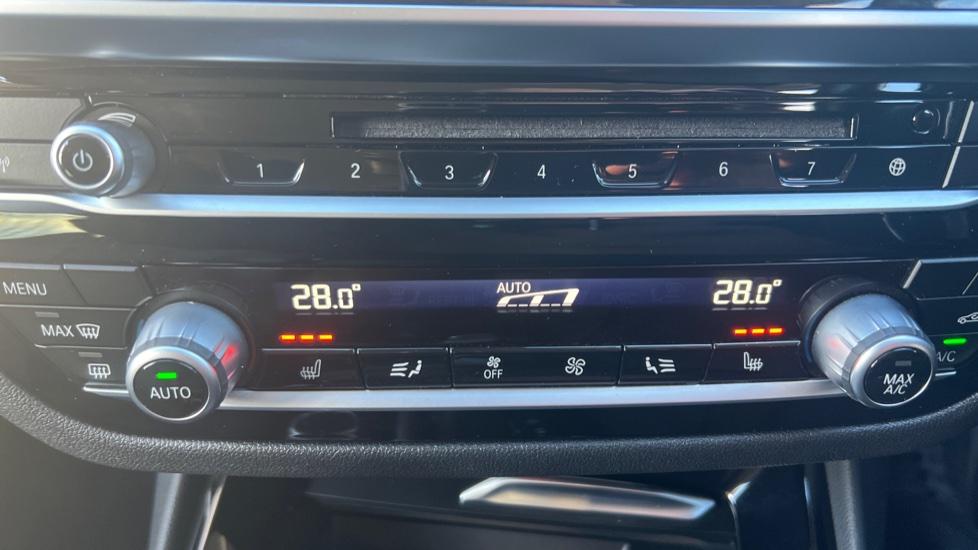 1 2 3 4 5 6 7
MENU
28.0° AUTO 28.0°
MAX
OFF
AUTO
MAX
A/C
A/C